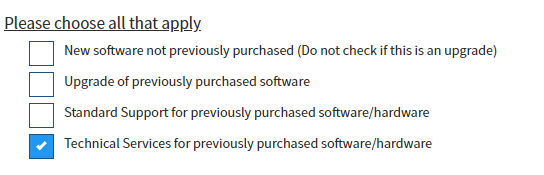 Please choose all that apply
New software not previously purchased (Do not check if this is an upgrade)
Upgrade of previously purchased software
Standard Support for previously purchased software/hardware
Technical Services for previously purchased software/hardware